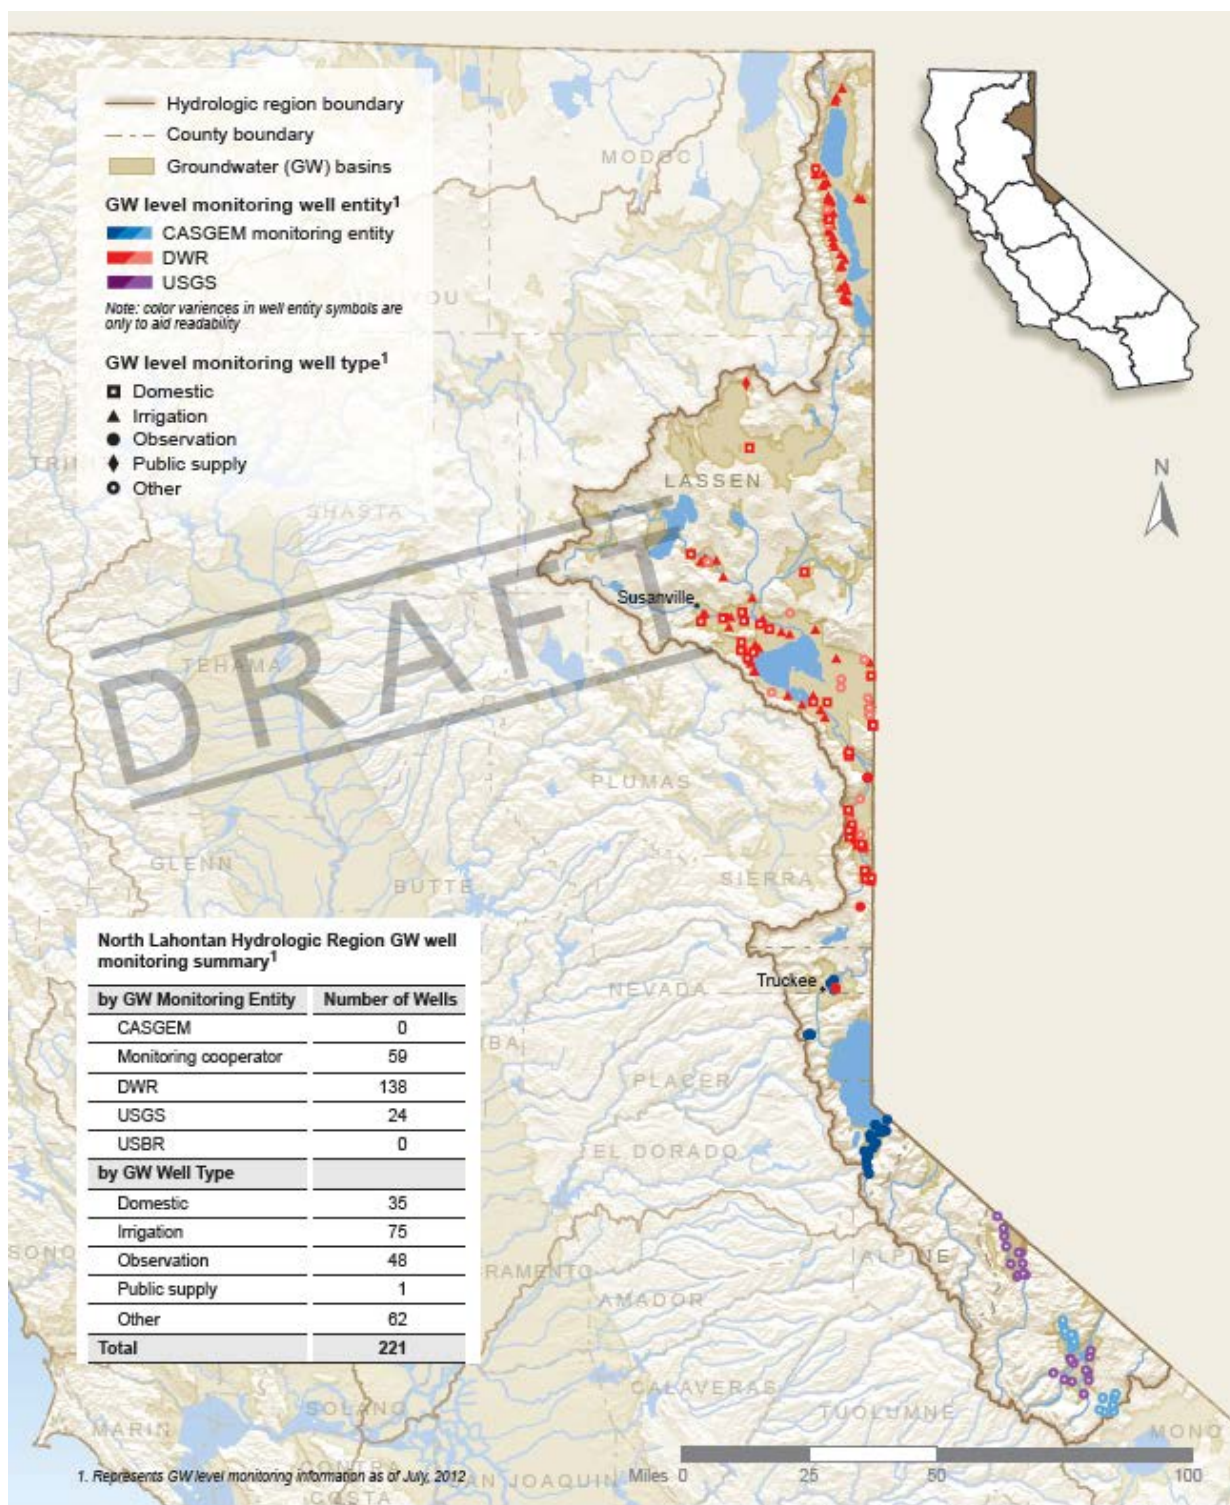 Hydrologic region boundary
County boundary
Groundwater (GW) basins
GW level monitoring well entity1
CASGEM monitoring entity
DWR
USGS
Note: color variences in well entity symbols are
only to aid readability
GW level monitoring well type1
Domestic
Irrigation
Observation
Public supply
Other
MODOC
LASSEN
SHASTA
N
DRAFT
Susanville
TEHAMA
PLUMAS
GLENN
BUTTE
SIERRA
Truckee
NEVADA
PLACER
EL DORADO
ALPINE
AMADOR
CALAVERAS
TUOLUMNE
MONO
MARIN
SOLANO
SAN JOAQUIN
COSTA
North Lahontan Hydrologic Region GW well
monitoring summary1
by GW Monitoring Entity Number of Wells
CASGEM 0
Monitoring cooperator 59
DWR 138
USGS 24
USBR 0
by GW Well Type
Domestic 35
Irrigation 75
Observation 48
Public supply 1
Other 62
Total 221
1. Represents GW level monitoring information as of July, 2012
Miles 0 25 50 100